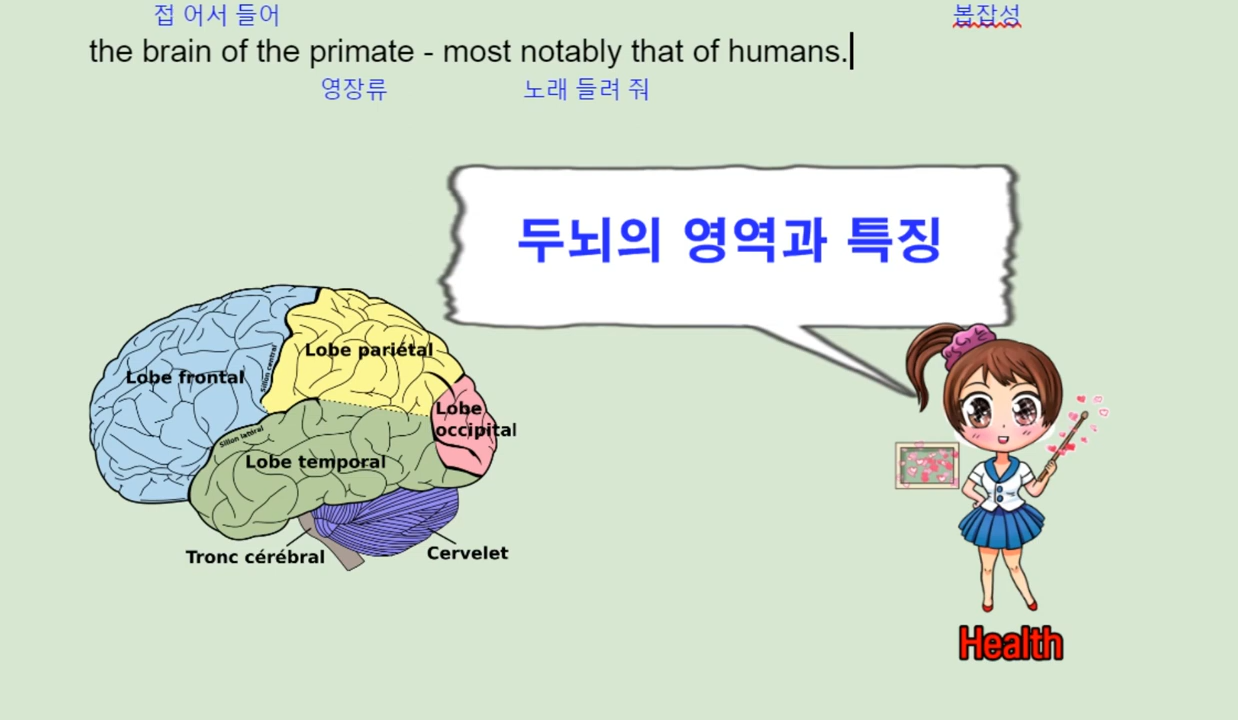 접 어서 들어 봅잡성
the brain of the primate - most notably that of humans.
영장류 노래 들려 줘
두뇌의 영역과 특징
Lobe pariétal
Lobe frontal
Sillon central
Lobe
occipital
Sillon latéral
Lobe temporal
Tronc cérébral
Cervelet
Health